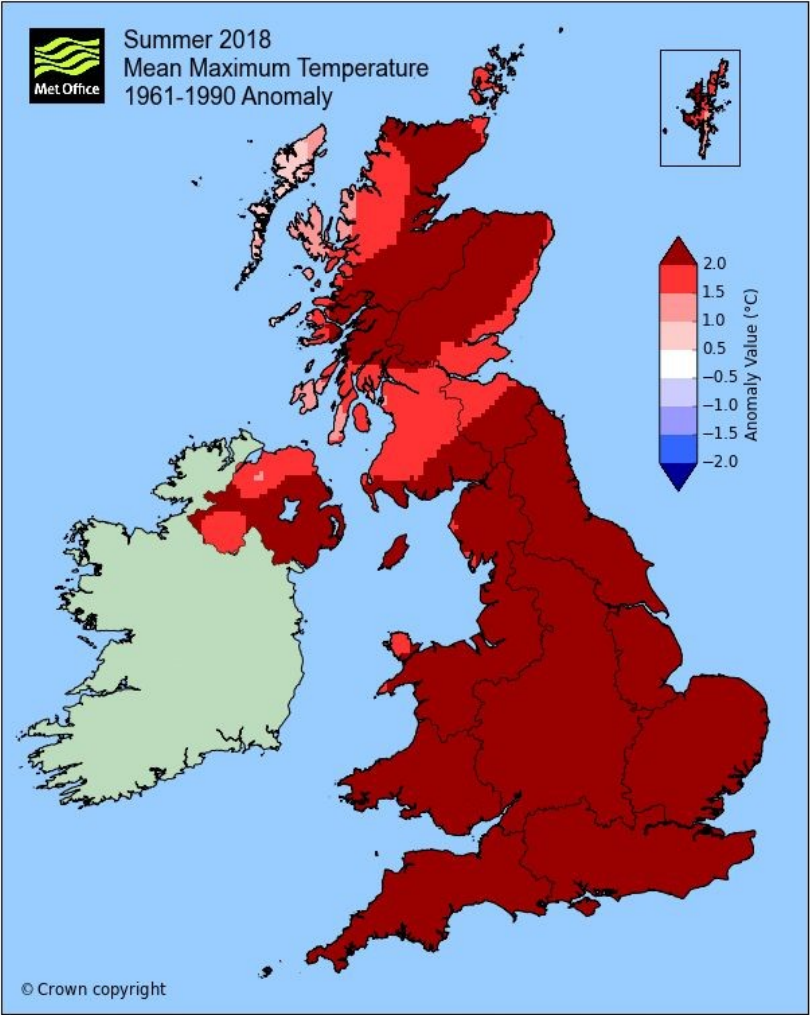 Met Office
Summer 2018
Mean Maximum Temperature
1961-1990 Anomaly
2.0
1.5
1.0
0.5
−0.5
−1.0
−1.5
−2.0
Anomaly Value (°C)
© Crown copyright